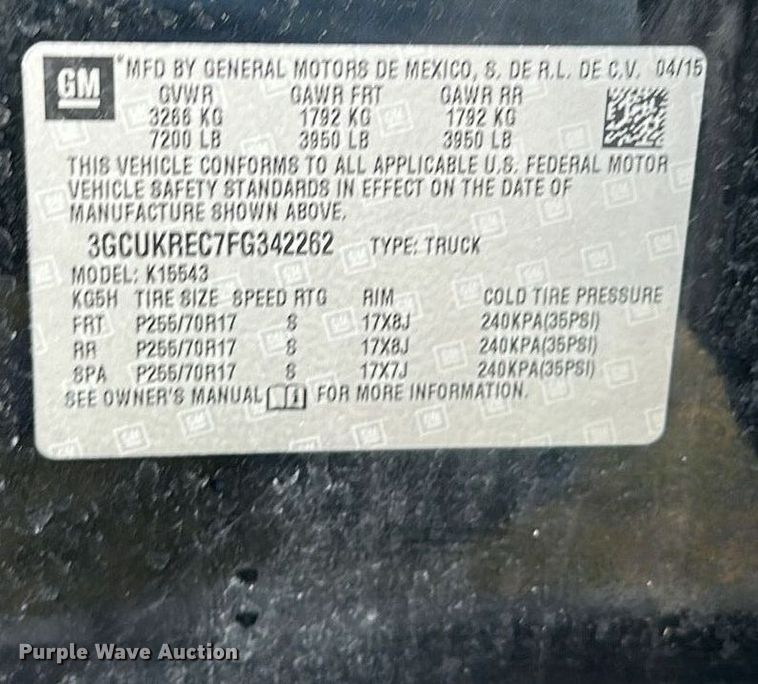 GM *MFD BY GENERAL MOTORS DE MEXICO, S. DE R.L. DE C.V. 04/15
GVWR GAWR FRT GAWR RR
3266 KG 1792 KG 1792 KG
7200 LB 3950 LB 3950 LB
THIS VEHICLE CONFORMS TO ALL APPLICABLE U.S. FEDERAL MOTOR
VEHICLE SAFETY STANDARDS IN EFFECT ON THE DATE OF
MANUFACTURE SHOWN ABOVE.
3GCUKREC7FG342262 TYPE: TRUCK
MODEL: K15543
KG5H TIRE SIZE SPEED RTG RIM COLD TIRE PRESSURE
FRT P255/70R17 S 17X8J 240KPA(35PSI)
RR P255/70R17 S 17X8J 240KPA(35PSI)
SPA P255/70R17 S 17X7J 240KPA(35PSI)
SEE OWNER'S MANUAL FOR MORE INFORMATION.
Purple Wave Auction